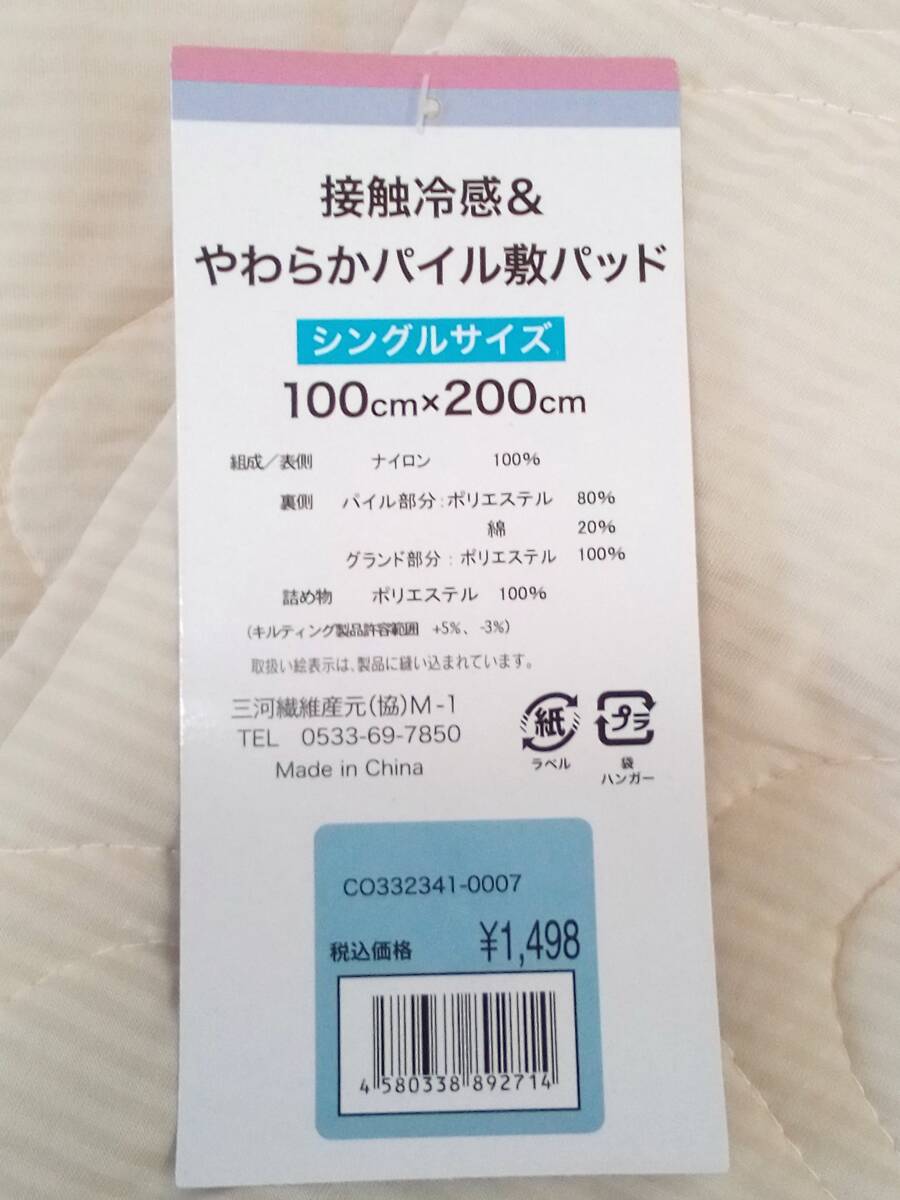 接触冷感&
やわらかパイル敷パッド
シングルサイズ
100cm×200cm
組成／表側 ナイロン 100%
裏側 パイル部分：ポリエステル 80%
綿 20%
グランド部分：ポリエステル 100%
詰め物 ポリエステル 100%
（キルティング製品許容範囲 +5%、-3%）
取扱い絵表示は、製品に縫い込まれています。
三河繊維産元（協）M-1
TEL 0533-69-7850
Made in China
紙
ラベル
プラ
袋
ハンガー
CO332341-0007
税込価格 ¥1,498
4 580338 892714